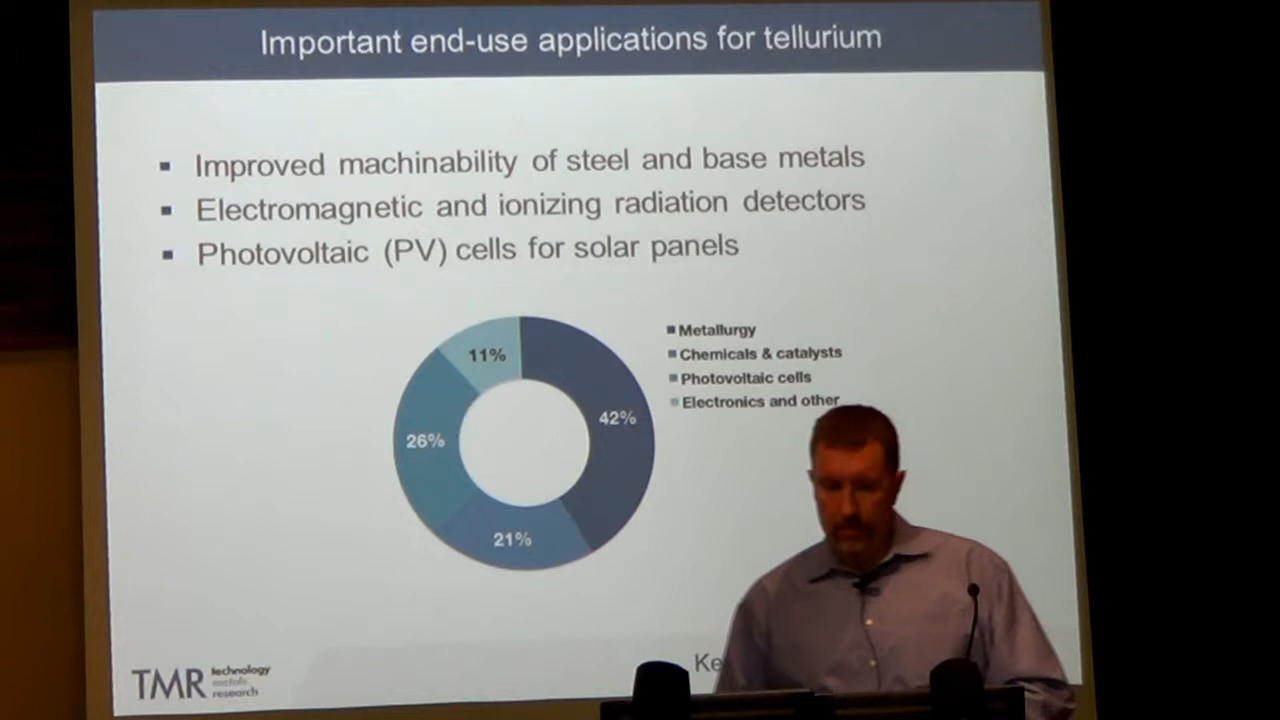 Important end-use applications for tellurium
▪ Improved machinability of steel and base metals
▪ Electromagnetic and ionizing radiation detectors
▪ Photovoltaic (PV) cells for solar panels
11%
42%
26%
21%
Metallurgy
Chemicals & catalysts
Photovoltaic cells
Electronics and other
TMR technology
metals
research
Ke